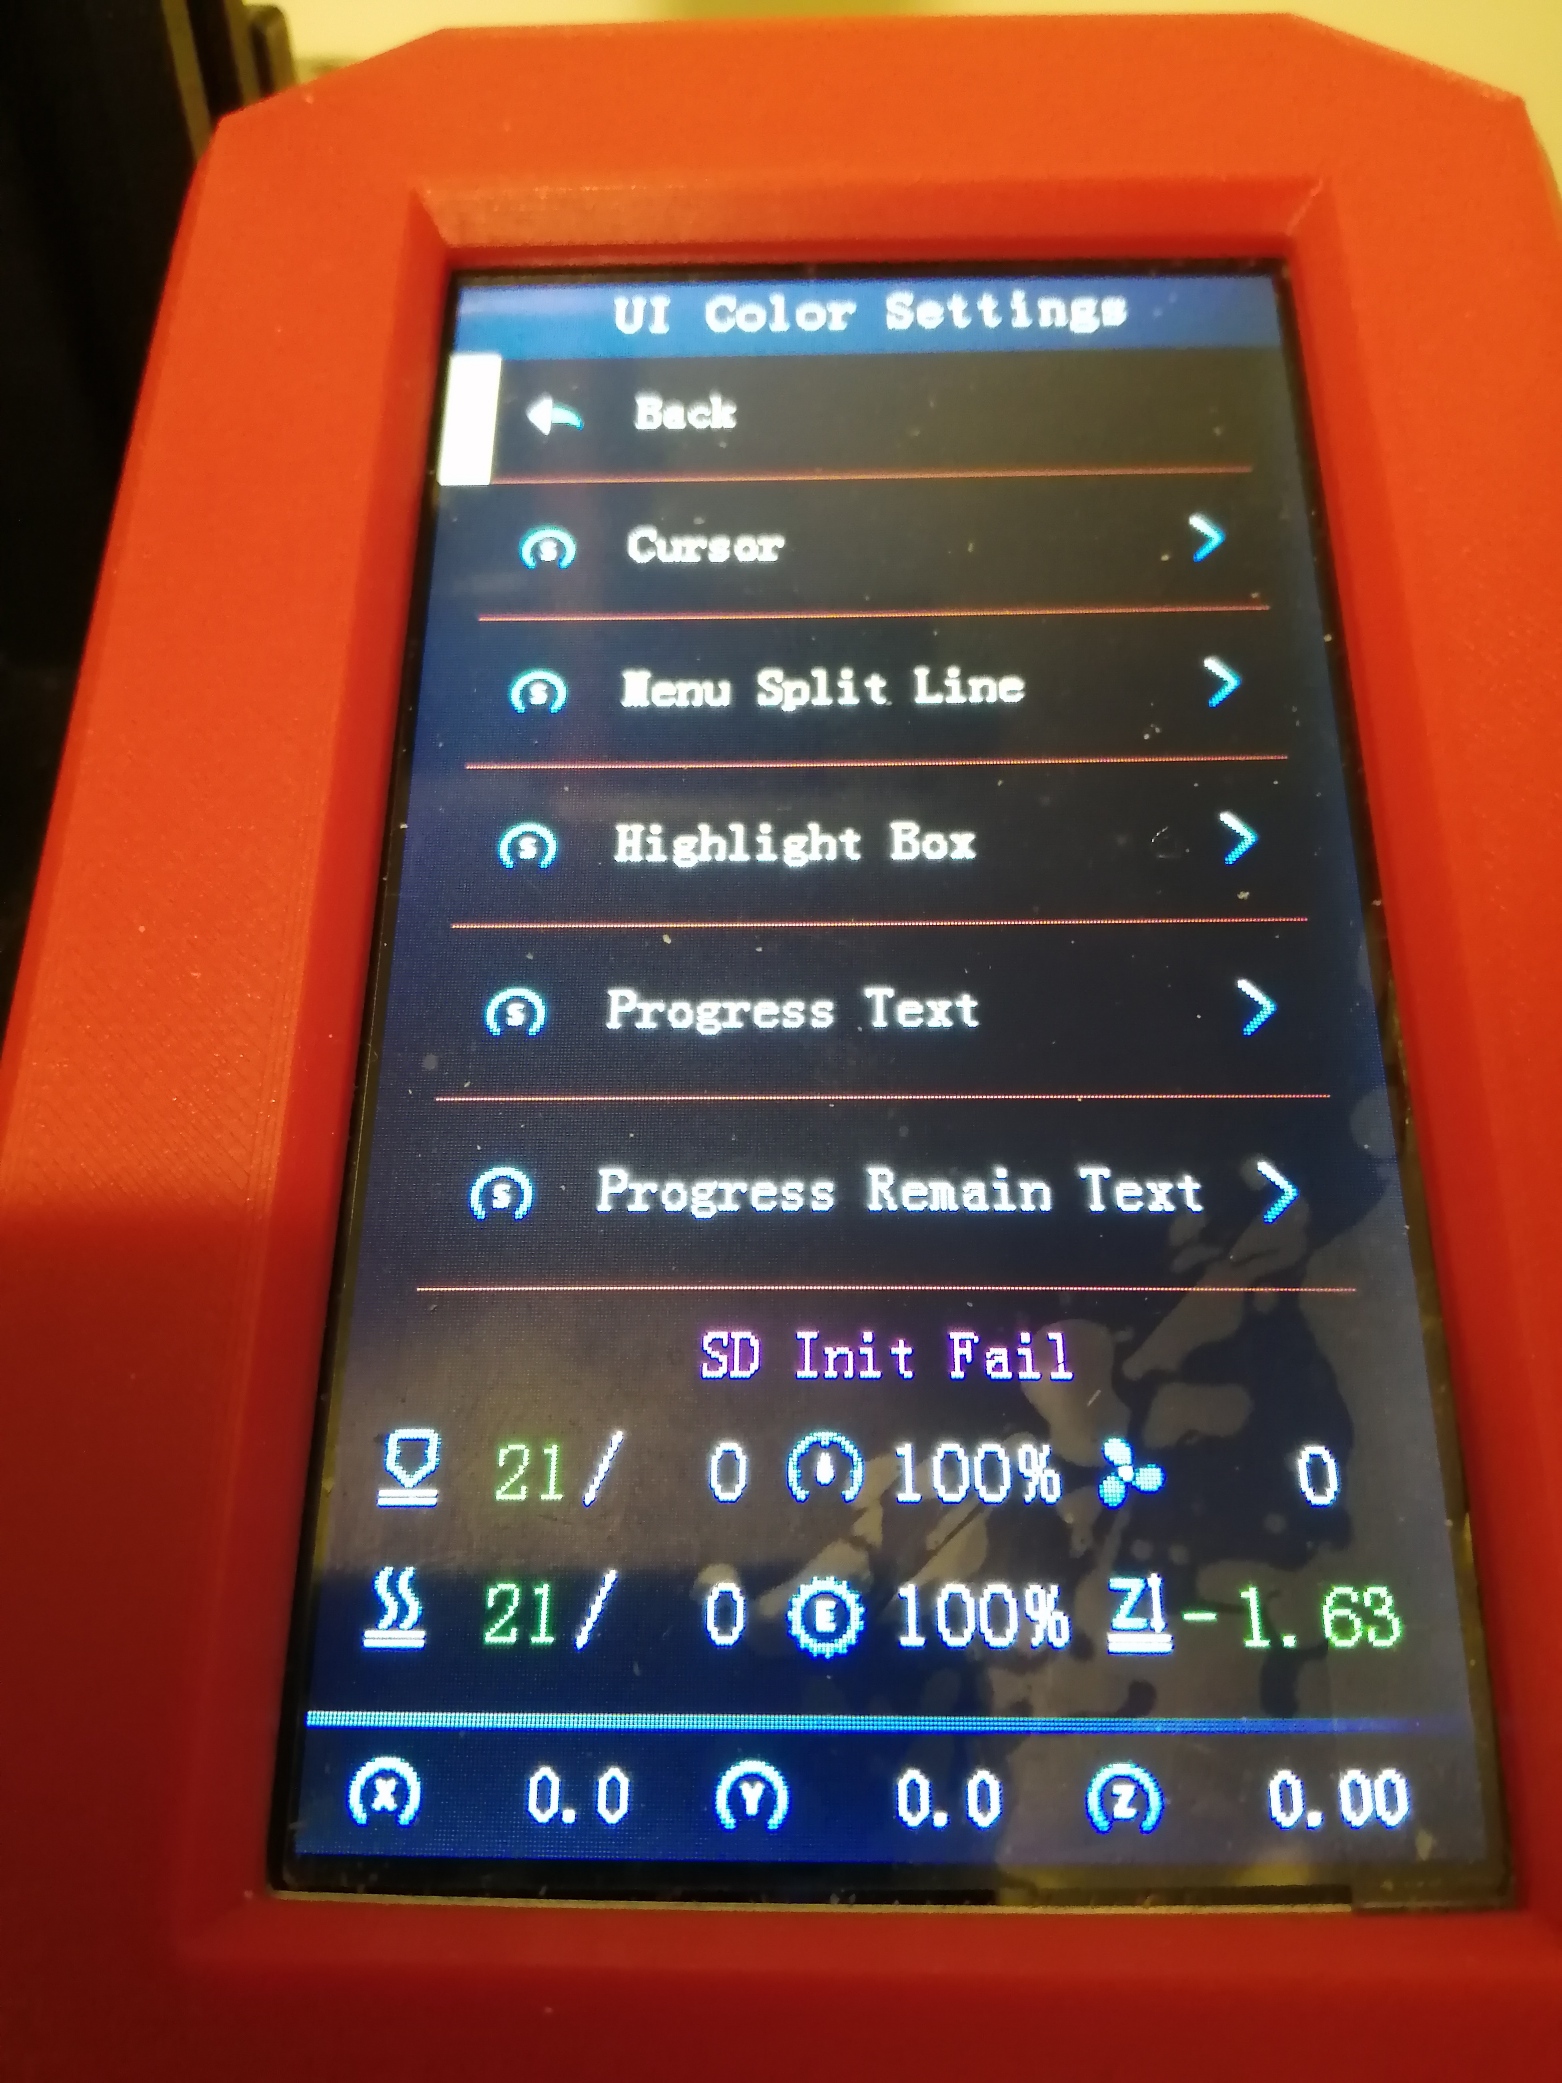 UI Color Settings
Back
S Cursor
S Menu Split Line
S Highlight Box
S Progress Text
S Progress Remain Text
SD Init Fail
21/ 0 100% 0
21/ 0 E 100% Z -1.63
X 0.0 Y 0.0 Z 0.00